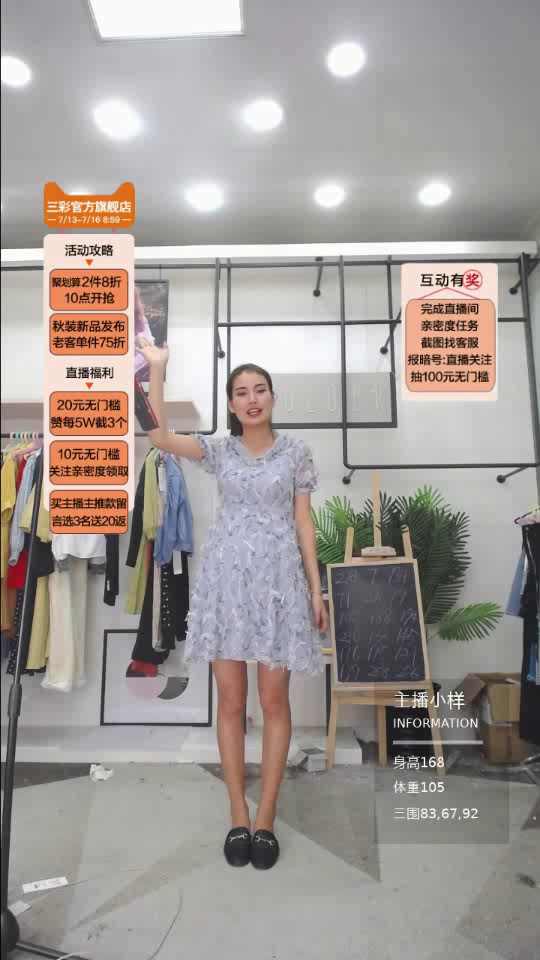 三彩官方旗舰店
7/13-7/16 8:59
活动攻略
聚划算2件8折
10点开抢
秋装新品发布
老客单件75折
直播福利
20元无门槛
赞每5W截3个
10元无门槛
关注亲密度领取
买主播主推款留
言选3名送20返
互动有奖
完成直播间
亲密度任务
截图找客服
报暗号:直播关注
抽100元无门槛
主播小样
INFORMATION
身高168
体重105
三围83,67,92